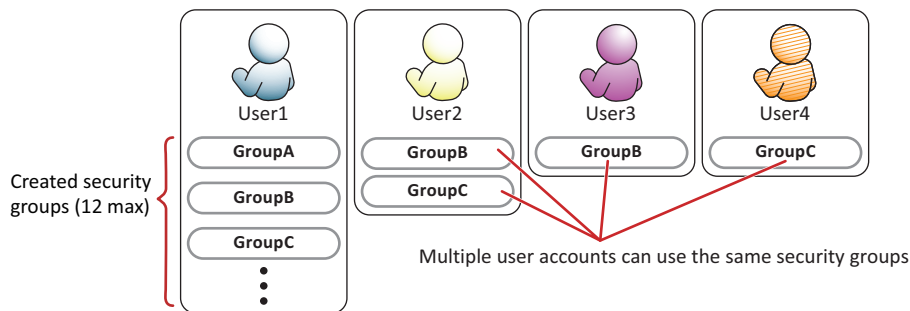 User1
User2
User3
User4
GroupA
GroupB
GroupC
GroupB
GroupC
GroupB
GroupC
Created security
groups (12 max)
Multiple user accounts can use the same security groups